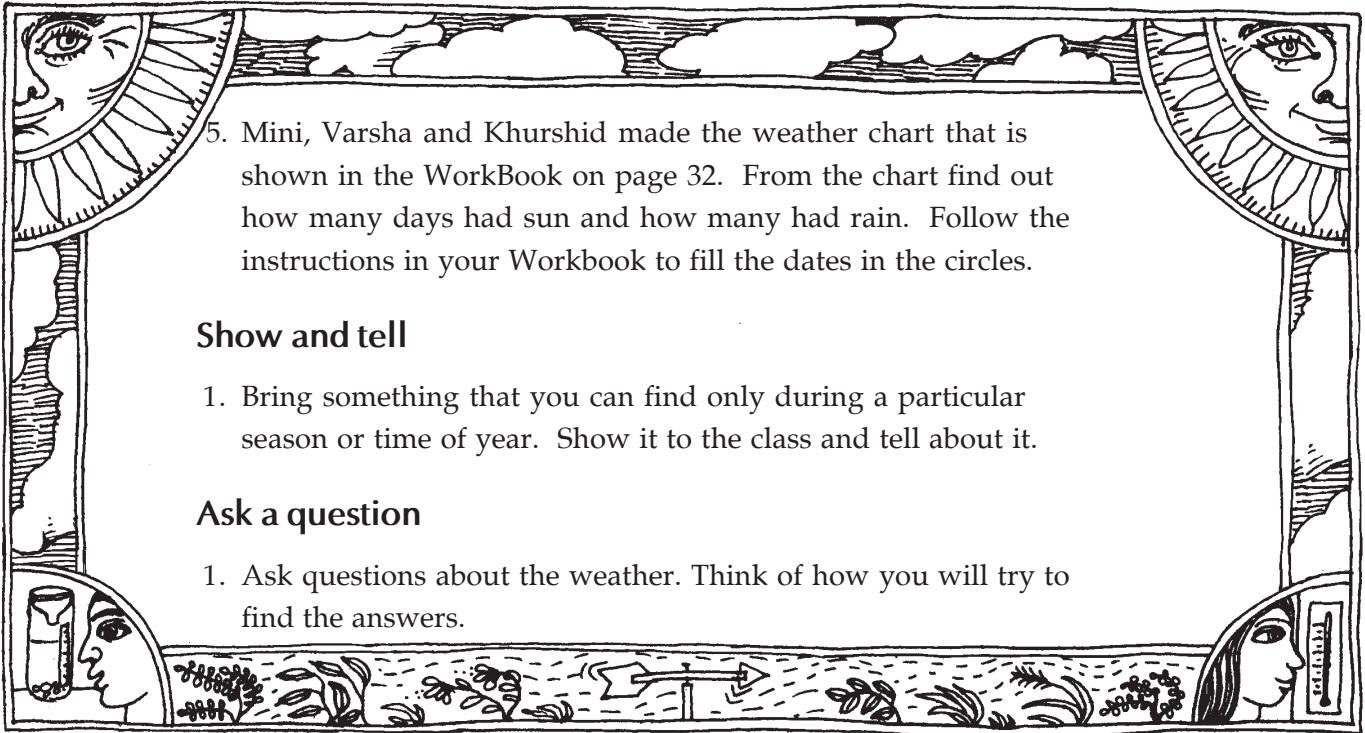 5. Mini, Varsha and Khurshid made the weather chart that is
shown in the WorkBook on page 32. From the chart find out
how many days had sun and how many had rain. Follow the
instructions in your Workbook to fill the dates in the circles.
Show and tell
1. Bring something that you can find only during a particular
season or time of year. Show it to the class and tell about it.
Ask a question
1. Ask questions about the weather. Think of how you will try to
find the answers.